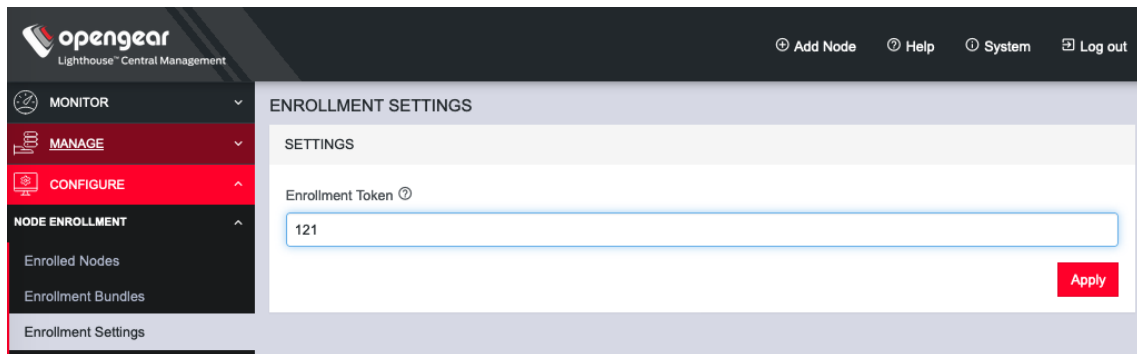 opengear
Lighthouse™ Central Management
Add Node Help System Log out
MONITOR
MANAGE
CONFIGURE
NODE ENROLLMENT
Enrolled Nodes
Enrollment Bundles
Enrollment Settings
ENROLLMENT SETTINGS
SETTINGS
Enrollment Token
121
Apply